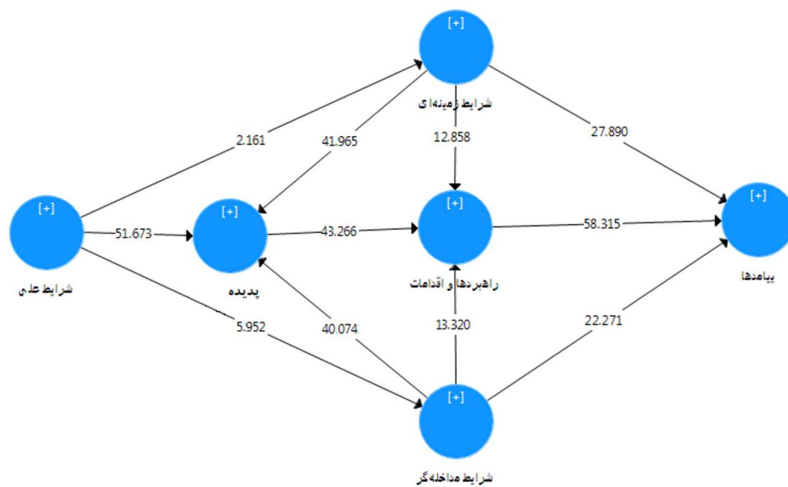 [+]
شرایط زمینه‌ای
2.161
41.965
12.858
27.890
[+]
شرایط علی
51.673
[+]
پدیده
43.266
[+]
راهبردها و اقدامات
58.315
[+]
پیامدها
5.952
40.074
13.320
22.271
[+]
شرایط مداخله‌گر